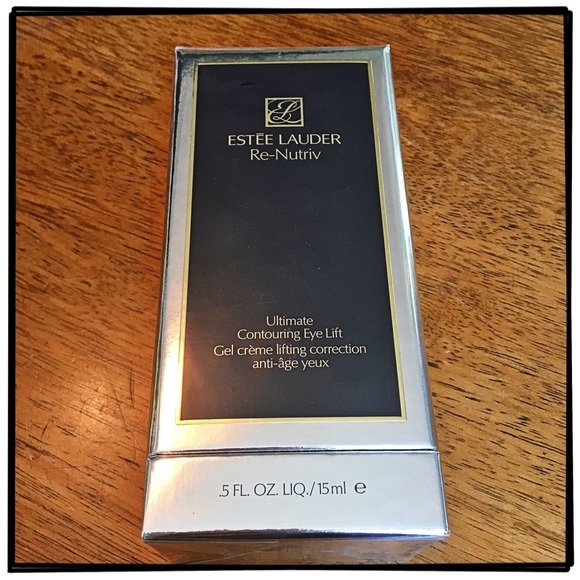 ESTĒE LAUDER
Re-Nutriv
Ultimate
Contouring Eye Lift
Gel crème lifting correction
anti-âge yeux
.5 FL. OZ. LIQ./15ml e